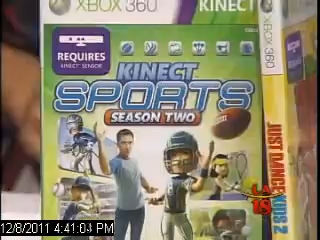 XBOX 360
KINECT
REQUIRES
KINECT SENSOR
KINECT
SPORTS
SEASON TWO
XBOX 360
JUST DANCE KIDS 2
18
12/8/2011 4:41:04 PM